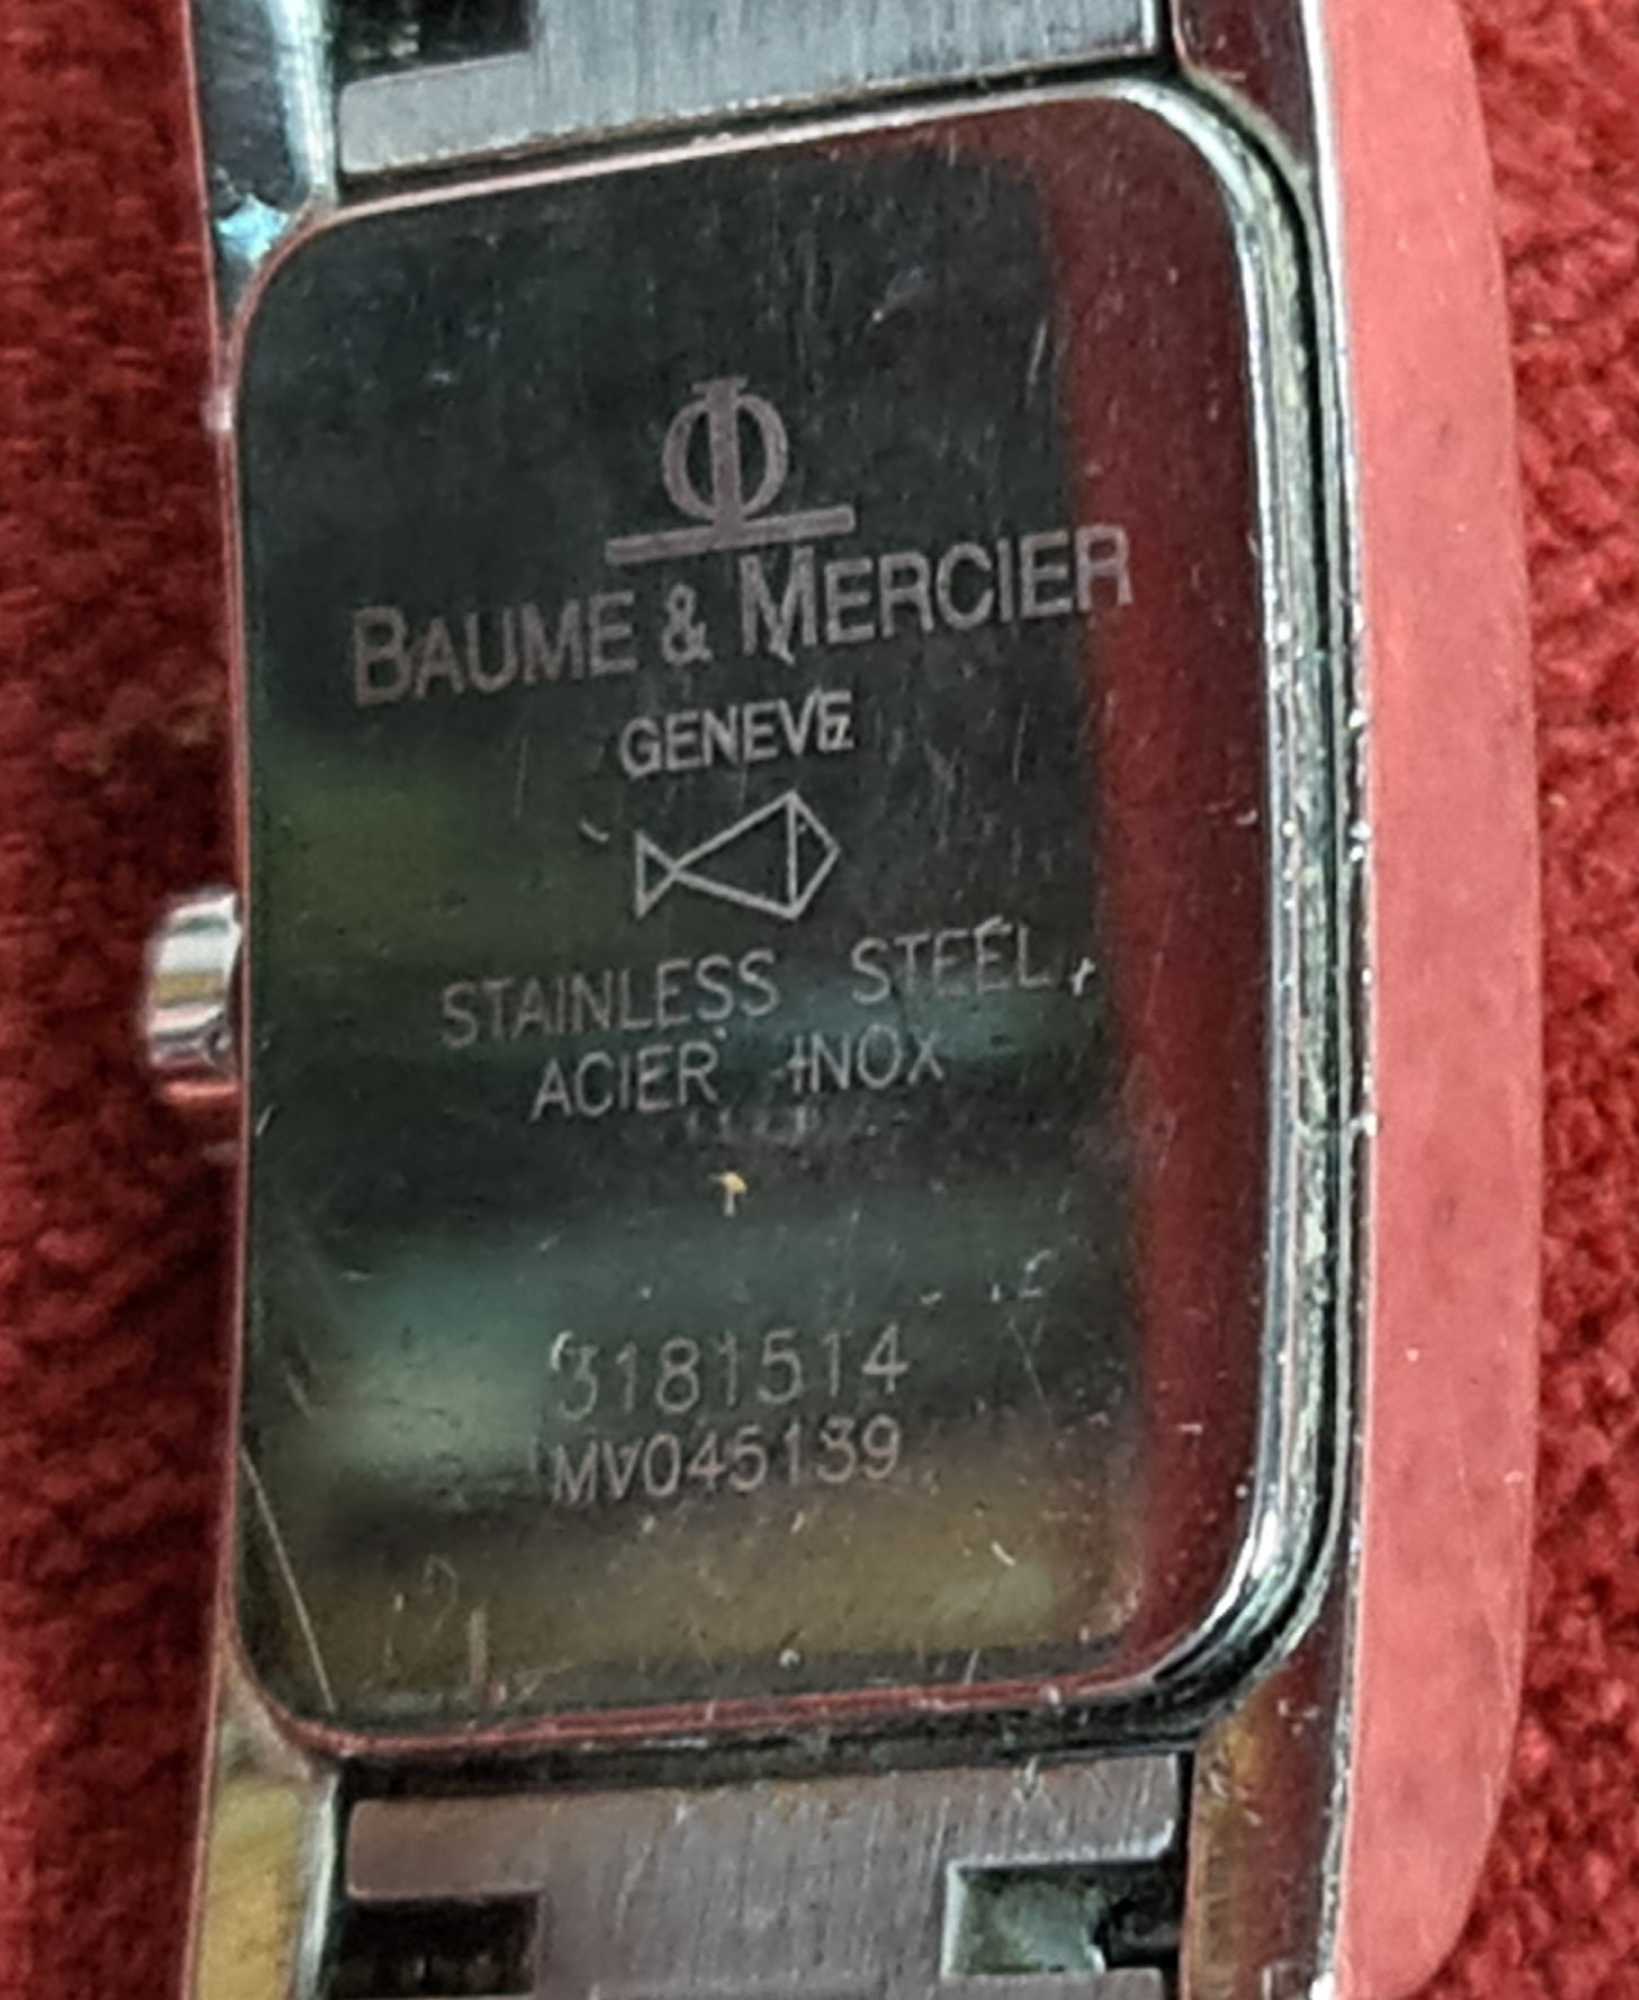 BAUME & MERCIER
GENEVE
STAINLESS STEEL
ACIER INOX
3181514
MV045139